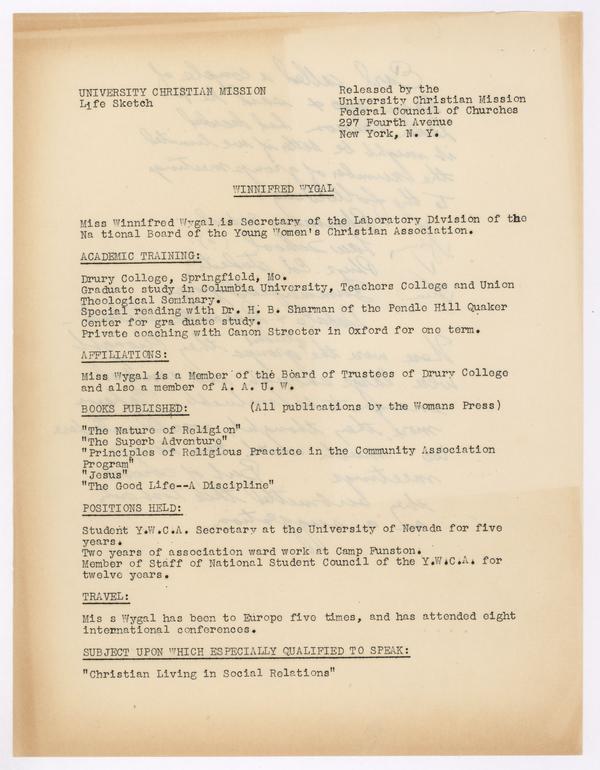 UNIVERSITY CHRISTIAN MISSION
Life Sketch
Released by the
University Christian Mission
Federal Council of Churches
297 Fourth Avenue
New York, N. Y.
WINNIFRED WYGAL
Miss Winnifred Wygal is Secretary of the Laboratory Division of the
Na tional Board of the Young Women's Christian Association.
ACADEMIC TRAINING:
Drury College, Springfield, Mo.
Graduate study in Columbia University, Teachers College and Union
Theological Seminary.
Special reading with Dr. H. B. Sharman of the Pendle Hill Quaker
Center for gra duate study.
Private coaching with Canon Streeter in Oxford for one term.
AFFILIATIONS:
Miss Wygal is a Member of the Board of Trustees of Drury College
and also a member of A. A. U. W.
BOOKS PUBLISHED: (All publications by the Womans Press)
"The Nature of Religion"
"The Superb Adventure"
"Principles of Religious Practice in the Community Association
Program"
"Jesus"
"The Good Life--A Discipline"
POSITIONS HELD:
Student Y.W.C.A. Secretary at the University of Nevada for five
years.
Two years of association ward work at Camp Funston.
Member of Staff of National Student Council of the Y.W.C.A. for
twelve years.
TRAVEL:
Mis s Wygal has been to Europe five times, and has attended eight
international conferences.
SUBJECT UPON WHICH ESPECIALLY QUALIFIED TO SPEAK:
"Christian Living in Social Relations"